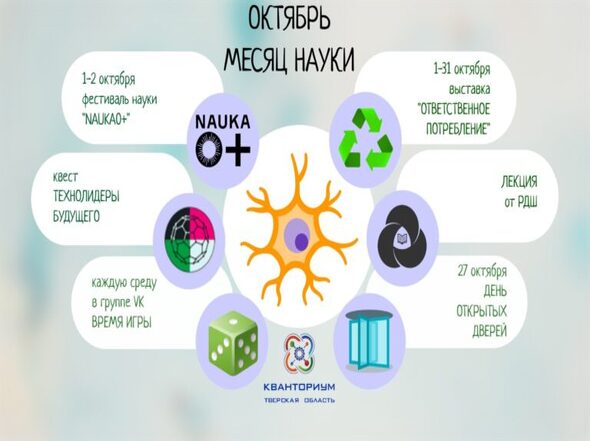 ОКТЯБРЬ
МЕСЯЦ НАУКИ
1-2 октября
фестиваль науки
"NAUKA0+"
NAUKA
0+
1-31 октября
выставка
"ОТВЕТСТВЕННОЕ
ПОТРЕБЛЕНИЕ"
квест
ТЕХНОЛИДЕРЫ
БУДУЩЕГО
ЛЕКЦИЯ
от РДШ
каждую среду
в группе VK
ВРЕМЯ ИГРЫ
27 октября
ДЕНЬ
ОТКРЫТЫХ
ДВЕРЕЙ
КВАНТОРИУМ
ТВЕРСКАЯ ОБЛАСТЬ